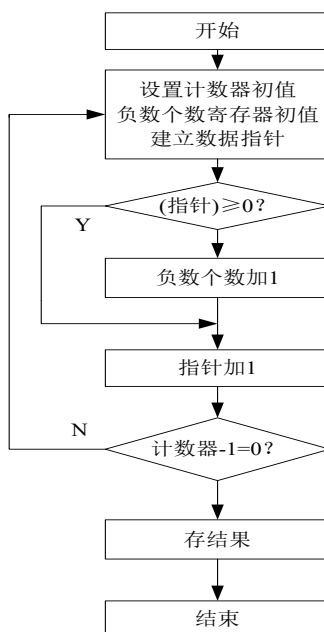 开始
设置计数器初值
负数个数寄存器初值
建立数据指针
(指针)≥0?
Y
负数个数加1
指针加1
N
计数器-1=0?
存结果
结束